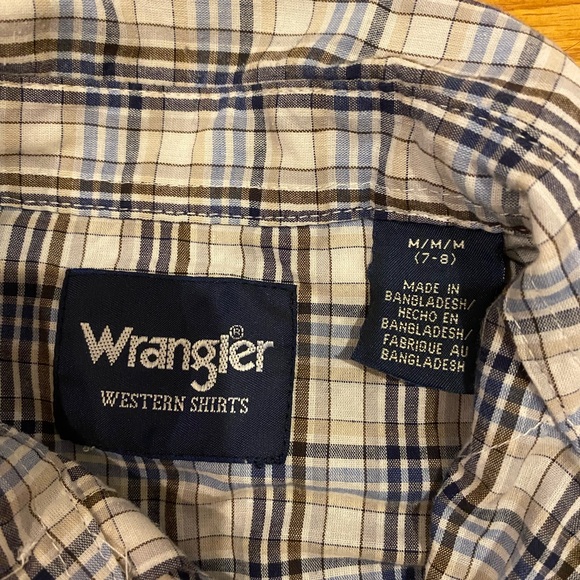 Wrangler®
WESTERN SHIRTS
M/M/M
(7-8)
MADE IN
BANGLADESH/
HECHO EN
BANGLADESH/
FABRIQUE AU
BANGLADESH